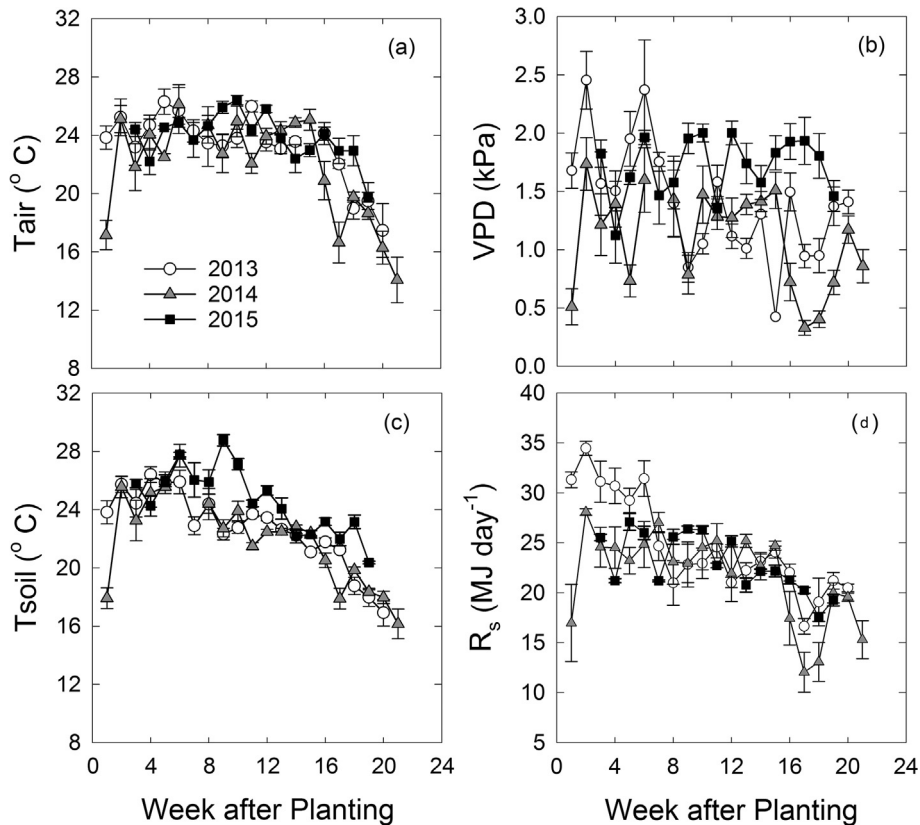 32
28
24
20
16
12
8
Tair (° C)
(a)
2013
2014
2015
3.0
2.5
2.0
1.5
1.0
0.5
0.0
VPD (kPa)
(b)
32
28
24
20
16
12
8
Tsoil (° C)
(c)
0 4 8 12 16 20 24
Week after Planting
40
35
30
25
20
15
10
5
Rs (MJ day-1)
(d)
0 4 8 12 16 20 24
Week after Planting